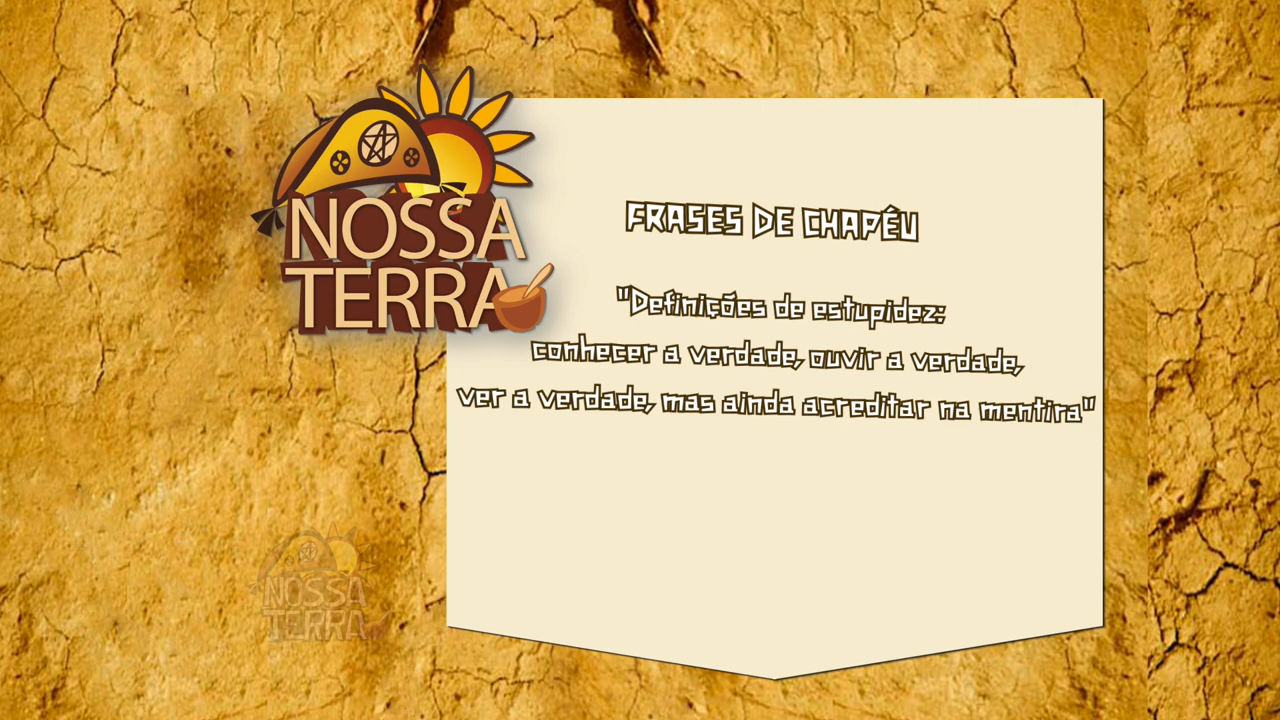 NOSSA
TERRA
FRASES DE CHAPÉU
"Definições de estupidez:
conhecer a verdade, ouvir a verdade,
ver a verdade, mas ainda acreditar na mentira"
NOSSA
TERRA